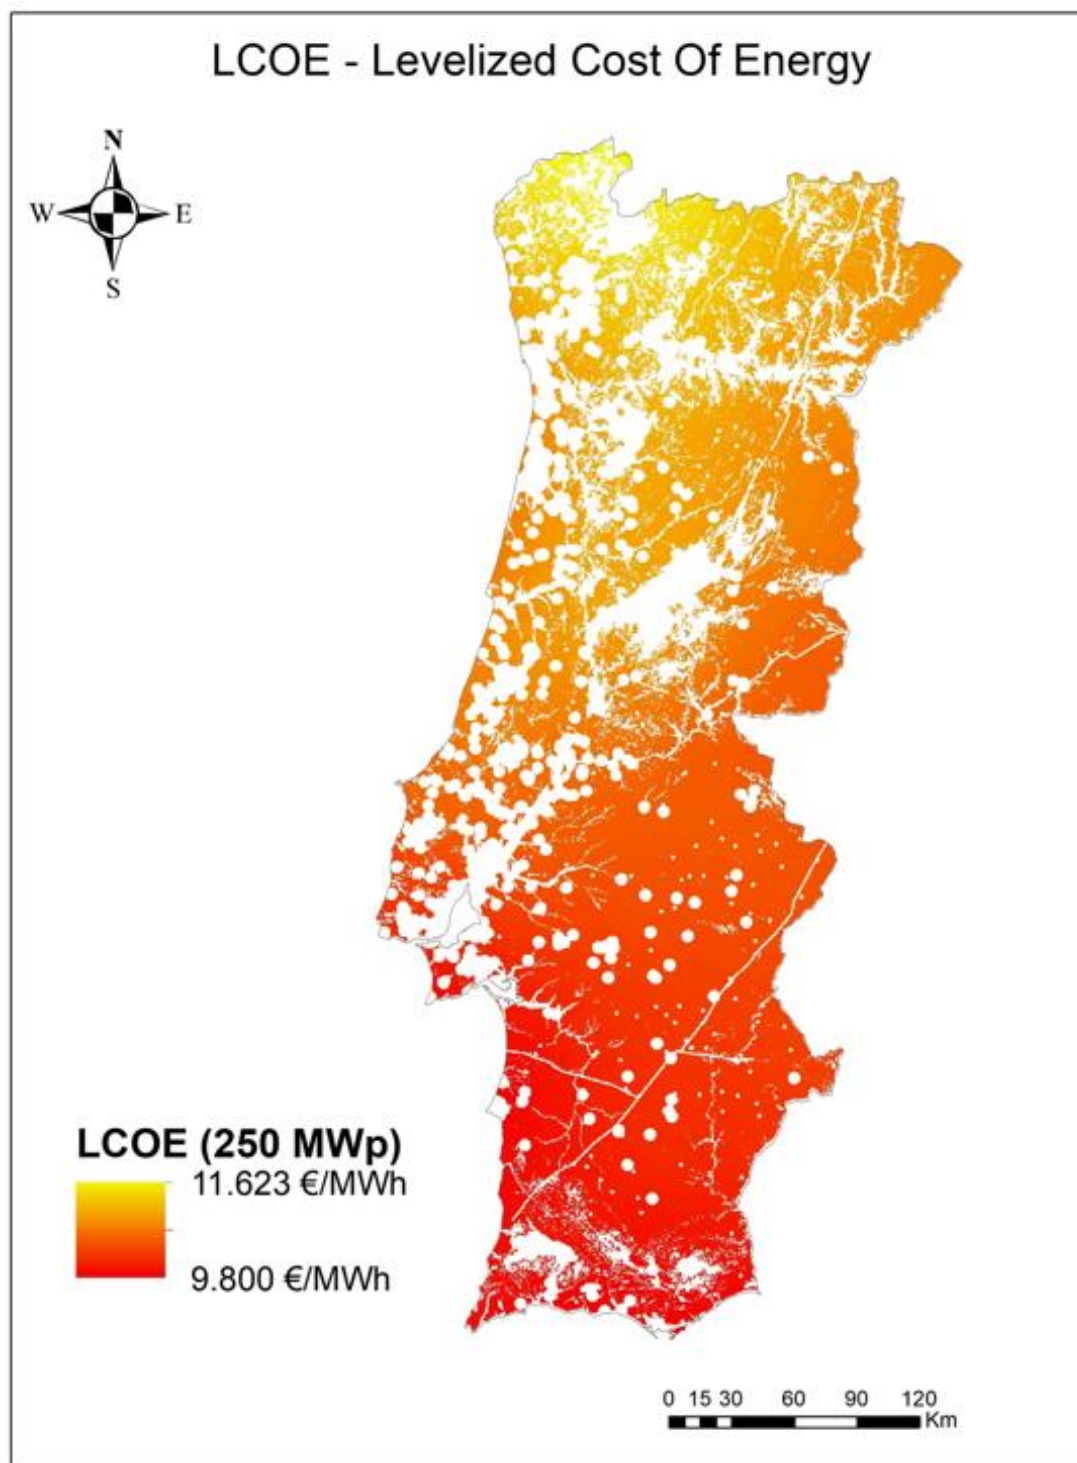 LCOE - Levelized Cost Of Energy
N
W E
S
LCOE (250 MWp)
11.623 €/MWh
9.800 €/MWh
0 15 30 60 90 120
Km